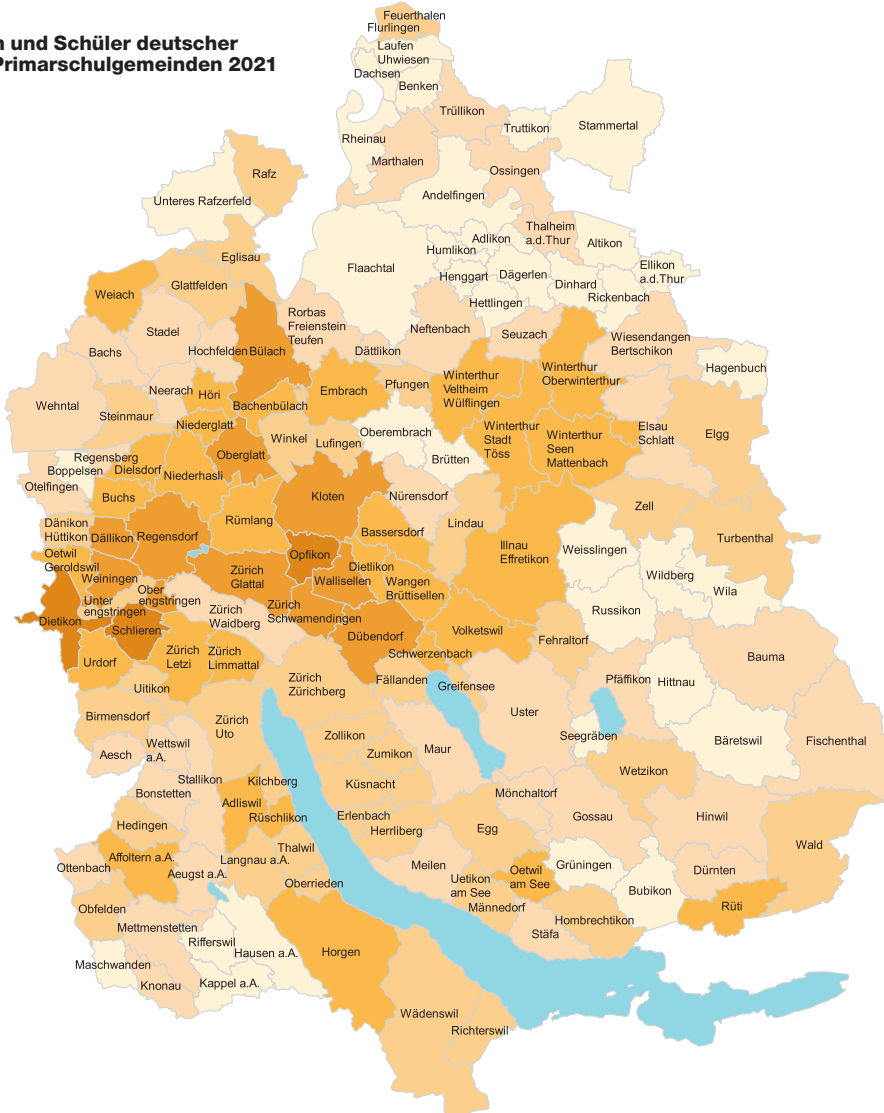 n und Schüler deutscher
Primarschulgemeinden 2021
Feuerthalen
Flurlingen
Laufen
Uhwiesen
Dachsen
Benken
Trüllikon
Truttikon
Stammertal
Rheinau
Marthalen
Ossingen
Rafz
Andelfingen
Unteres Rafzerfeld
Thalheim
a.d.Thur
Adlikon
Altikon
Humlikon
Eglisau
Flaachtal
Ellikon
a.d.Thur
Henggart
Dägerlen
Glattfelden
Dinhard
Weiach
Rickenbach
Hettlingen
Rorbas
Freienstein
Teufen
Stadel
Neftenbach
Seuzach
Wiesendangen
Bertschikon
Bachs
Hochfelden
Bülach
Dättlikon
Hagenbuch
Winterthur
Oberwinterthur
Winterthur
Veltheim
Wülflingen
Neerach
Höri
Embrach
Pfungen
Wehntal
Bachenbülach
Steinmaur
Niederglatt
Winterthur
Stadt
Töss
Winterthur
Seen
Mattenbach
Elsau
Schlatt
Elgg
Oberembrach
Winkel
Lufingen
Regensberg
Boppelsen
Dielsdorf
Oberglatt
Brütten
Niederhasli
Otelfingen
Buchs
Kloten
Nürensdorf
Zell
Dänikon
Hüttikon
Rümlang
Lindau
Dällikon
Regensdorf
Bassersdorf
Turbenthal
Oetwil
Geroldswil
Opfikon
Illnau
Effretikon
Weisslingen
Weiningen
Zürich
Glattal
Dietlikon
Wallisellen
Wangen
Brüttisellen
Wildberg
Wila
Ober
engstringen
Unter
engstringen
Zürich
Waidberg
Zürich
Schwamendingen
Russikon
Dietikon
Schlieren
Dübendorf
Volketswil
Fehraltorf
Zürich
Letzi
Zürich
Limmattal
Schwerzenbach
Bauma
Urdorf
Zürich
Zürichberg
Fällanden
Greifensee
Pfäffikon
Hittnau
Uitikon
Uster
Birmensdorf
Zürich
Uto
Zollikon
Seegräben
Bäretswil
Fischenthal
Aesch
Wettswil
a.A.
Zumikon
Maur
Wetzikon
Stallikon
Kilchberg
Küsnacht
Bonstetten
Mönchaltorf
Adliswil
Rüschlikon
Erlenbach
Herrliberg
Gossau
Hinwil
Hedingen
Egg
Wald
Affoltern a.A.
Langnau a.A.
Thalwil
Ottenbach
Aeugst a.A.
Meilen
Oetwil
am See
Grüningen
Dürnten
Oberrieden
Uetikon
am See
Bubikon
Männedorf
Obfelden
Hombrechtikon
Rüti
Mettmenstetten
Stäfa
Rifferswil
Hausen a.A.
Horgen
Maschwanden
Knonau
Kappel a.A.
Wädenswil
Richterswil